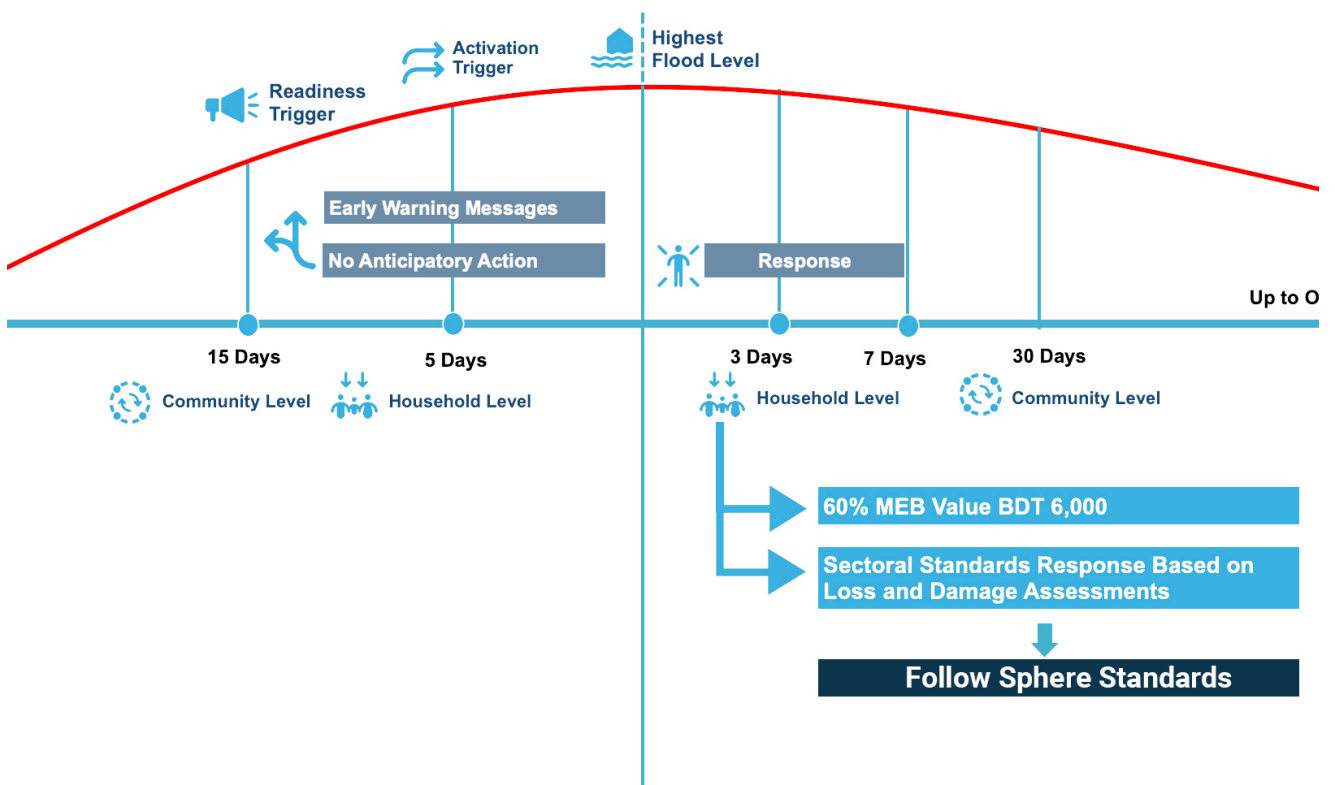 Readiness
Trigger
Activation
Trigger
Highest
Flood Level
Early Warning Messages
No Anticipatory Action
Response
Up to O
15 Days
5 Days
3 Days
7 Days
30 Days
Community Level
Household Level
Household Level
Community Level
60% MEB Value BDT 6,000
Sectoral Standards Response Based on
Loss and Damage Assessments
Follow Sphere Standards